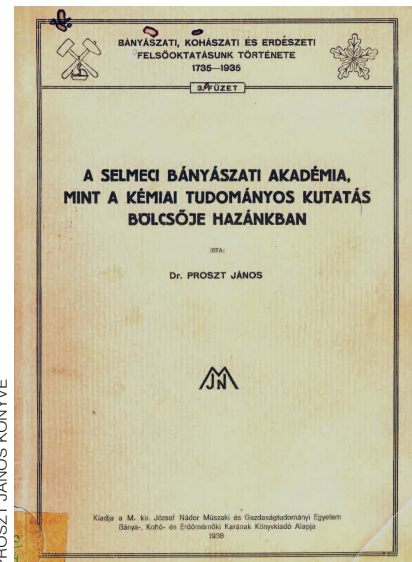 BÁNYÁSZATI, KOHÁSZATI ÉS ERDÉSZETI
FELSŐOKTATÁSUNK TÖRTÉNETE
1735—1935
3. FÜZET
A SELMECI BÁNYÁSZATI AKADÉMIA,
MINT A KÉMIAI TUDOMÁNYOS KUTATÁS
BÖLCSŐJE HAZÁNKBAN
IRTA:
Dr. PROSZT JÁNOS
Kiadja a M. kir. József Nádor Műszaki és Gazdaságtudományi Egyetem
Bánya-, Kohó- és Erdőmérnöki Karának Könyvkiadó Alapja
1938
PROSZT JÁNOS KÖNYVE